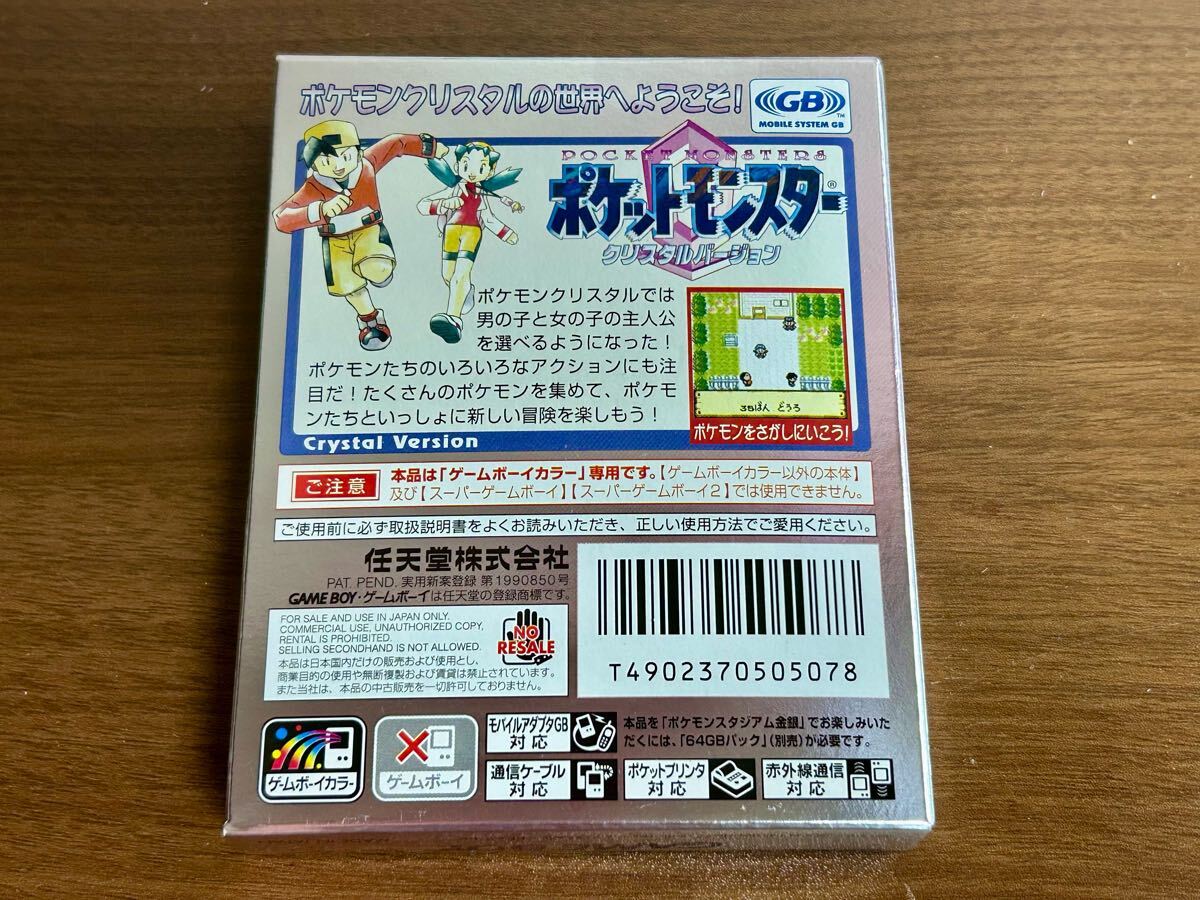 ポケモンクリスタルの世界へようこそ!
GB™
MOBILE SYSTEM GB
POCKET MONSTERS
ポケットモンスター®
クリスタルバージョン
ポケモンクリスタルでは
男の子と女の子の主人公
を選べるようになった!
ポケモンたちのいろいろなアクションにも注
目だ!たくさんのポケモンを集めて、ポケモ
ンたちといっしょに新しい冒険を楽しもう!
35ばん どうろ
ポケモンをさがしにいこう!
Crystal Version
ご注意
本品は「ゲームボーイカラー」専用です。【ゲームボーイカラー以外の本体】
及び【スーパーゲームボーイ】【スーパーゲームボーイ2】では使用できません。
ご使用前に必ず取扱説明書をよくお読みいただき、正しい使用方法でご愛用ください。
任天堂株式会社
PAT. PEND. 実用新案登録 第1990850号
GAME BOY・ゲームボーイは任天堂の登録商標です。
FOR SALE AND USE IN JAPAN ONLY.
COMMERCIAL USE, UNAUTHORIZED COPY,
RENTAL IS PROHIBITED.
SELLING SECONDHAND IS NOT ALLOWED.
NO
RESALE
本品は日本国内だけの販売および使用とし、
商業目的の使用や無断複製および賃貸は禁止されています。
また当社は、本品の中古販売を一切許可しておりません。
T4902370505078
ゲームボーイカラー
ゲームボーイ
モバイルアダプタGB
対応
本品を「ポケモンスタジアム金銀」でお楽しみいた
だくには、「64GBパック」(別売)が必要です。
通信ケーブル
対応
ポケットプリンタ
対応
赤外線通信
対応